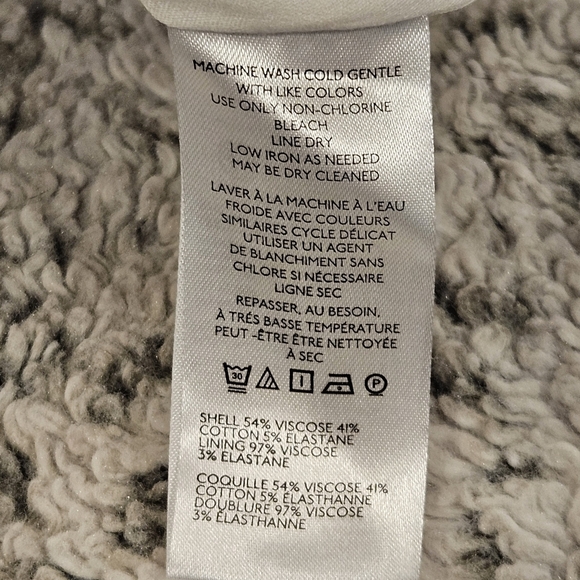 MACHINE WASH COLD GENTLE
WITH LIKE COLORS
USE ONLY NON-CHLORINE
BLEACH
LINE DRY
LOW IRON AS NEEDED
MAY BE DRY CLEANED
LAVER À LA MACHINE À L'EAU
FROIDE AVEC COULEURS
SIMILAIRES CYCLE DÉLICAT
UTILISER UN AGENT
DE BLANCHIMENT SANS
CHLORE SI NÉCESSAIRE
LIGNE SEC
REPASSER, AU BESOIN,
À TRÉS BASSE TEMPÉRATURE
PEUT -ÊTRE ÊTRE NETTOYÉE
À SEC
30 P
SHELL 54% VISCOSE 41%
COTTON 5% ELASTANE
LINING 97% VISCOSE
3% ELASTANE
COQUILLE 54% VISCOSE 41%
COTTON 5% ÉLASTHANNE
DOUBLURE 97% VISCOSE
3% ÉLASTHANNE